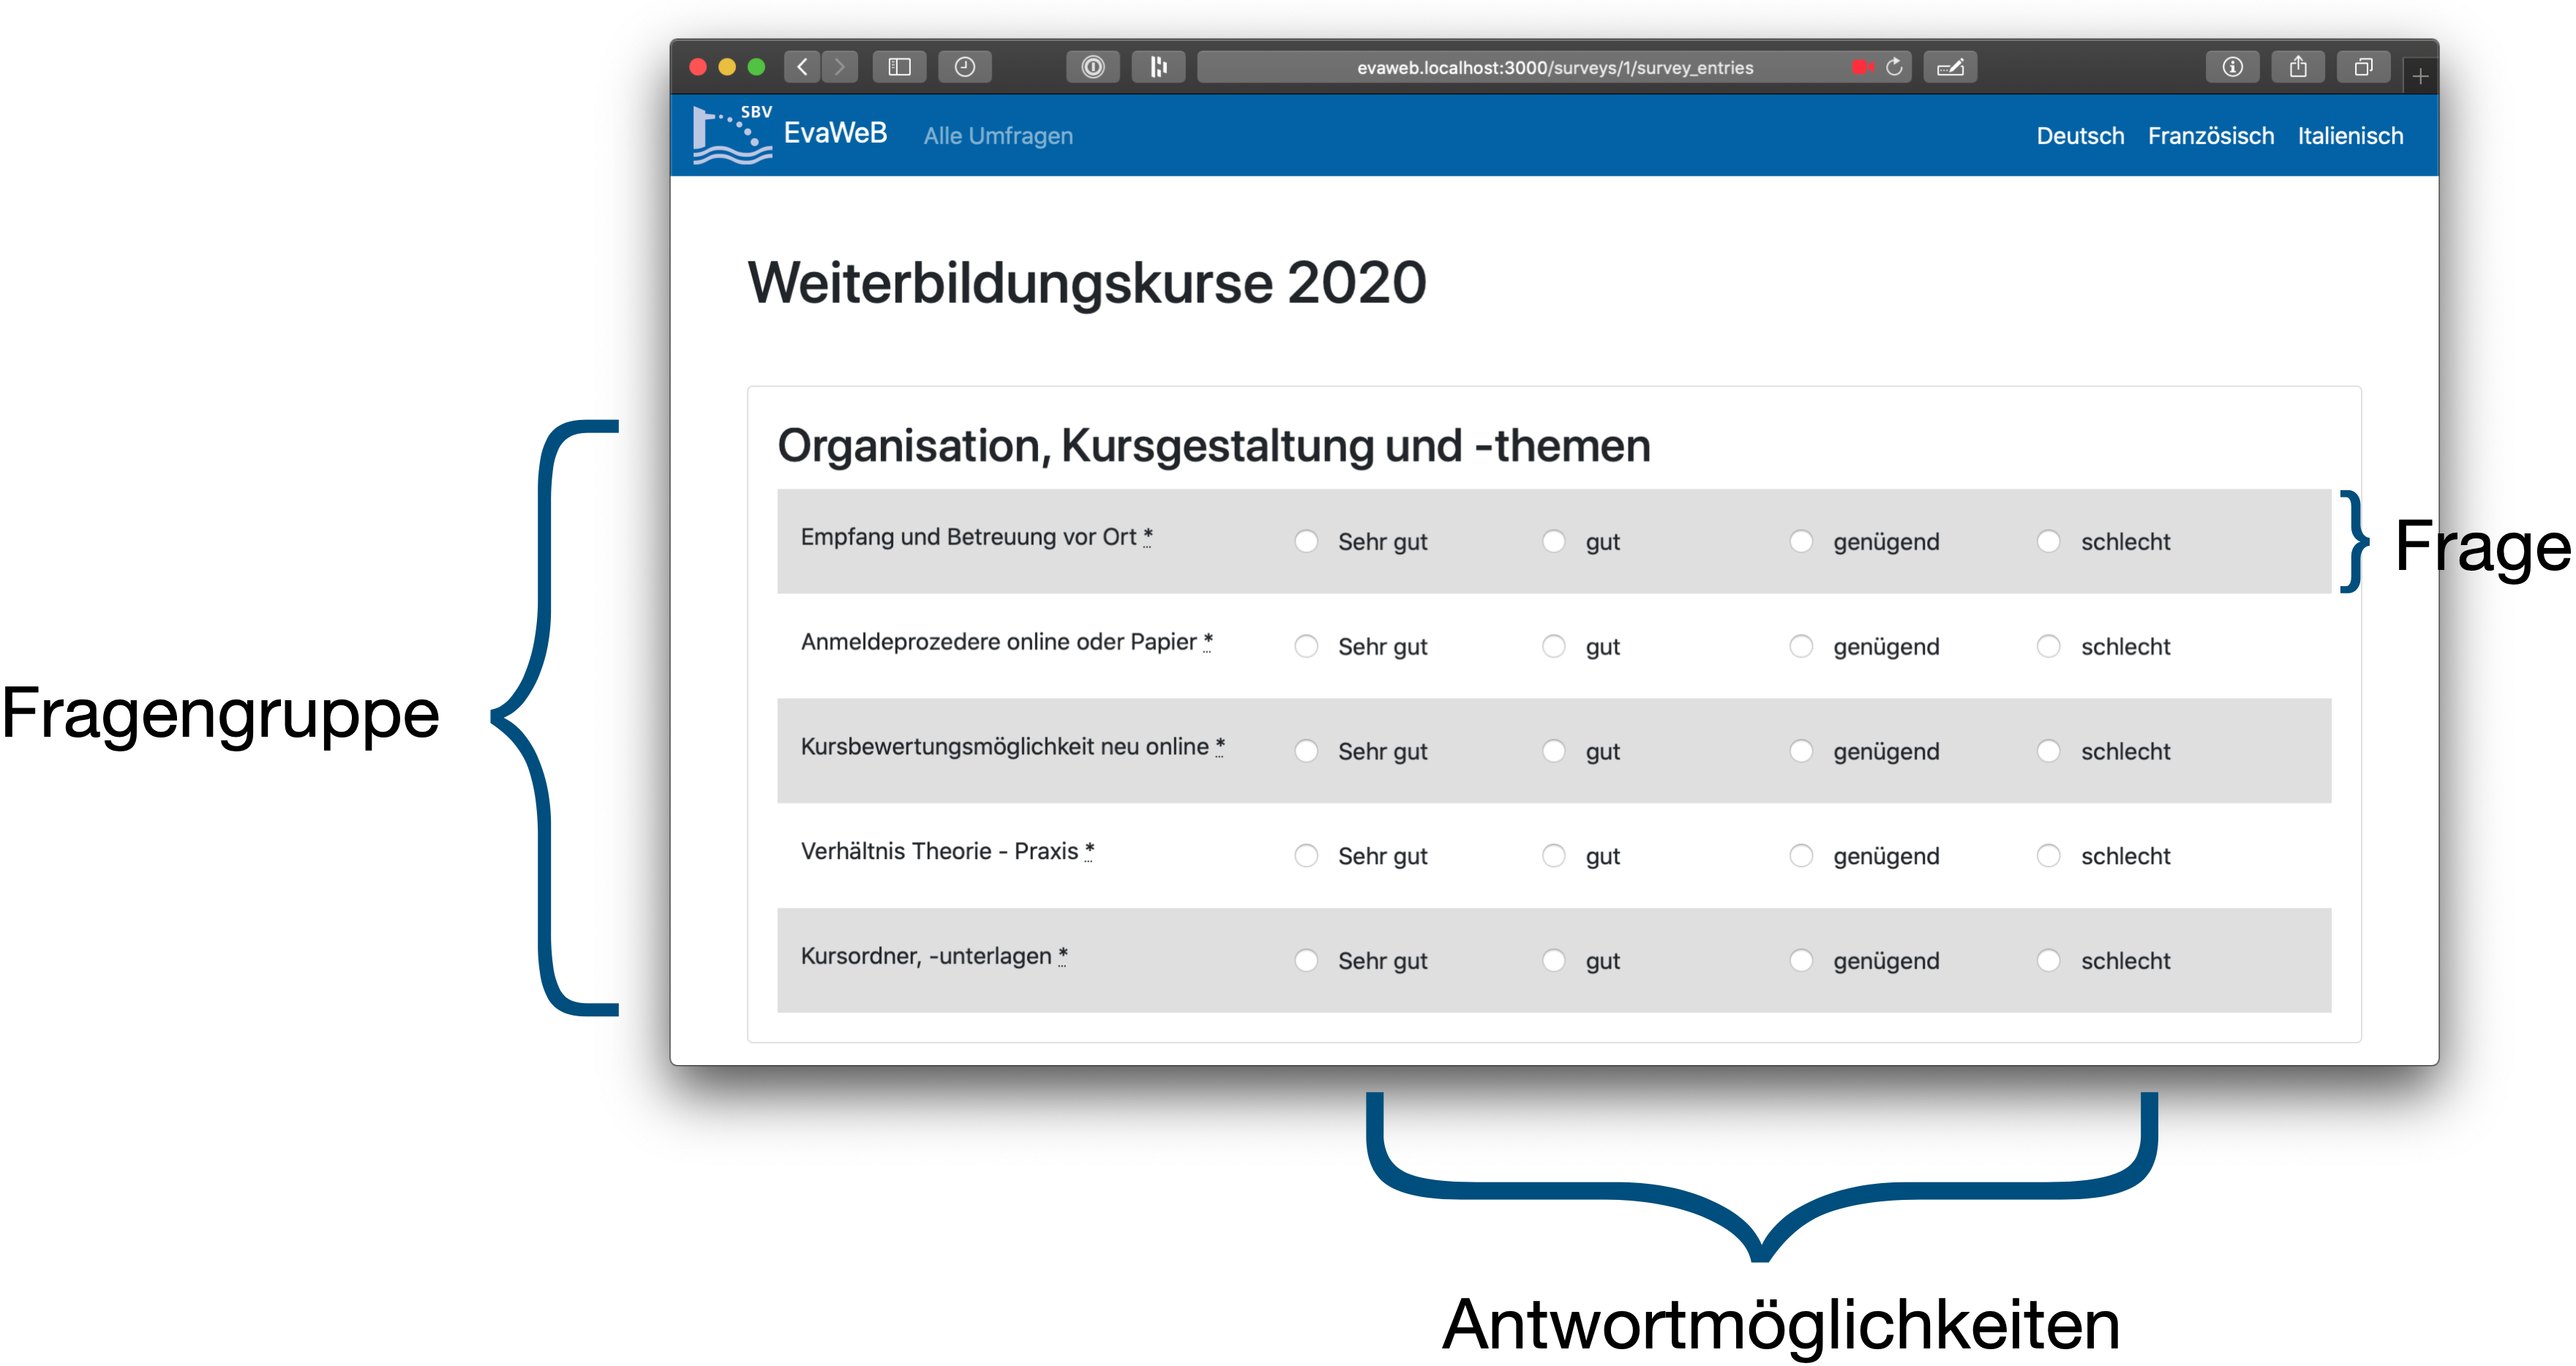 evaweb.localhost:3000/surveys/1/survey_entries
SBV
EvaWeB Alle Umfragen Deutsch Französisch Italienisch
Weiterbildungskurse 2020
Organisation, Kursgestaltung und -themen
Empfang und Betreuung vor Ort * Sehr gut gut genügend schlecht
Frage
Anmeldeprozedere online oder Papier * Sehr gut gut genügend schlecht
Fragengruppe
Kursbewertungsmöglichkeit neu online * Sehr gut gut genügend schlecht
Verhältnis Theorie - Praxis * Sehr gut gut genügend schlecht
Kursordner, -unterlagen * Sehr gut gut genügend schlecht
Antwortmöglichkeiten